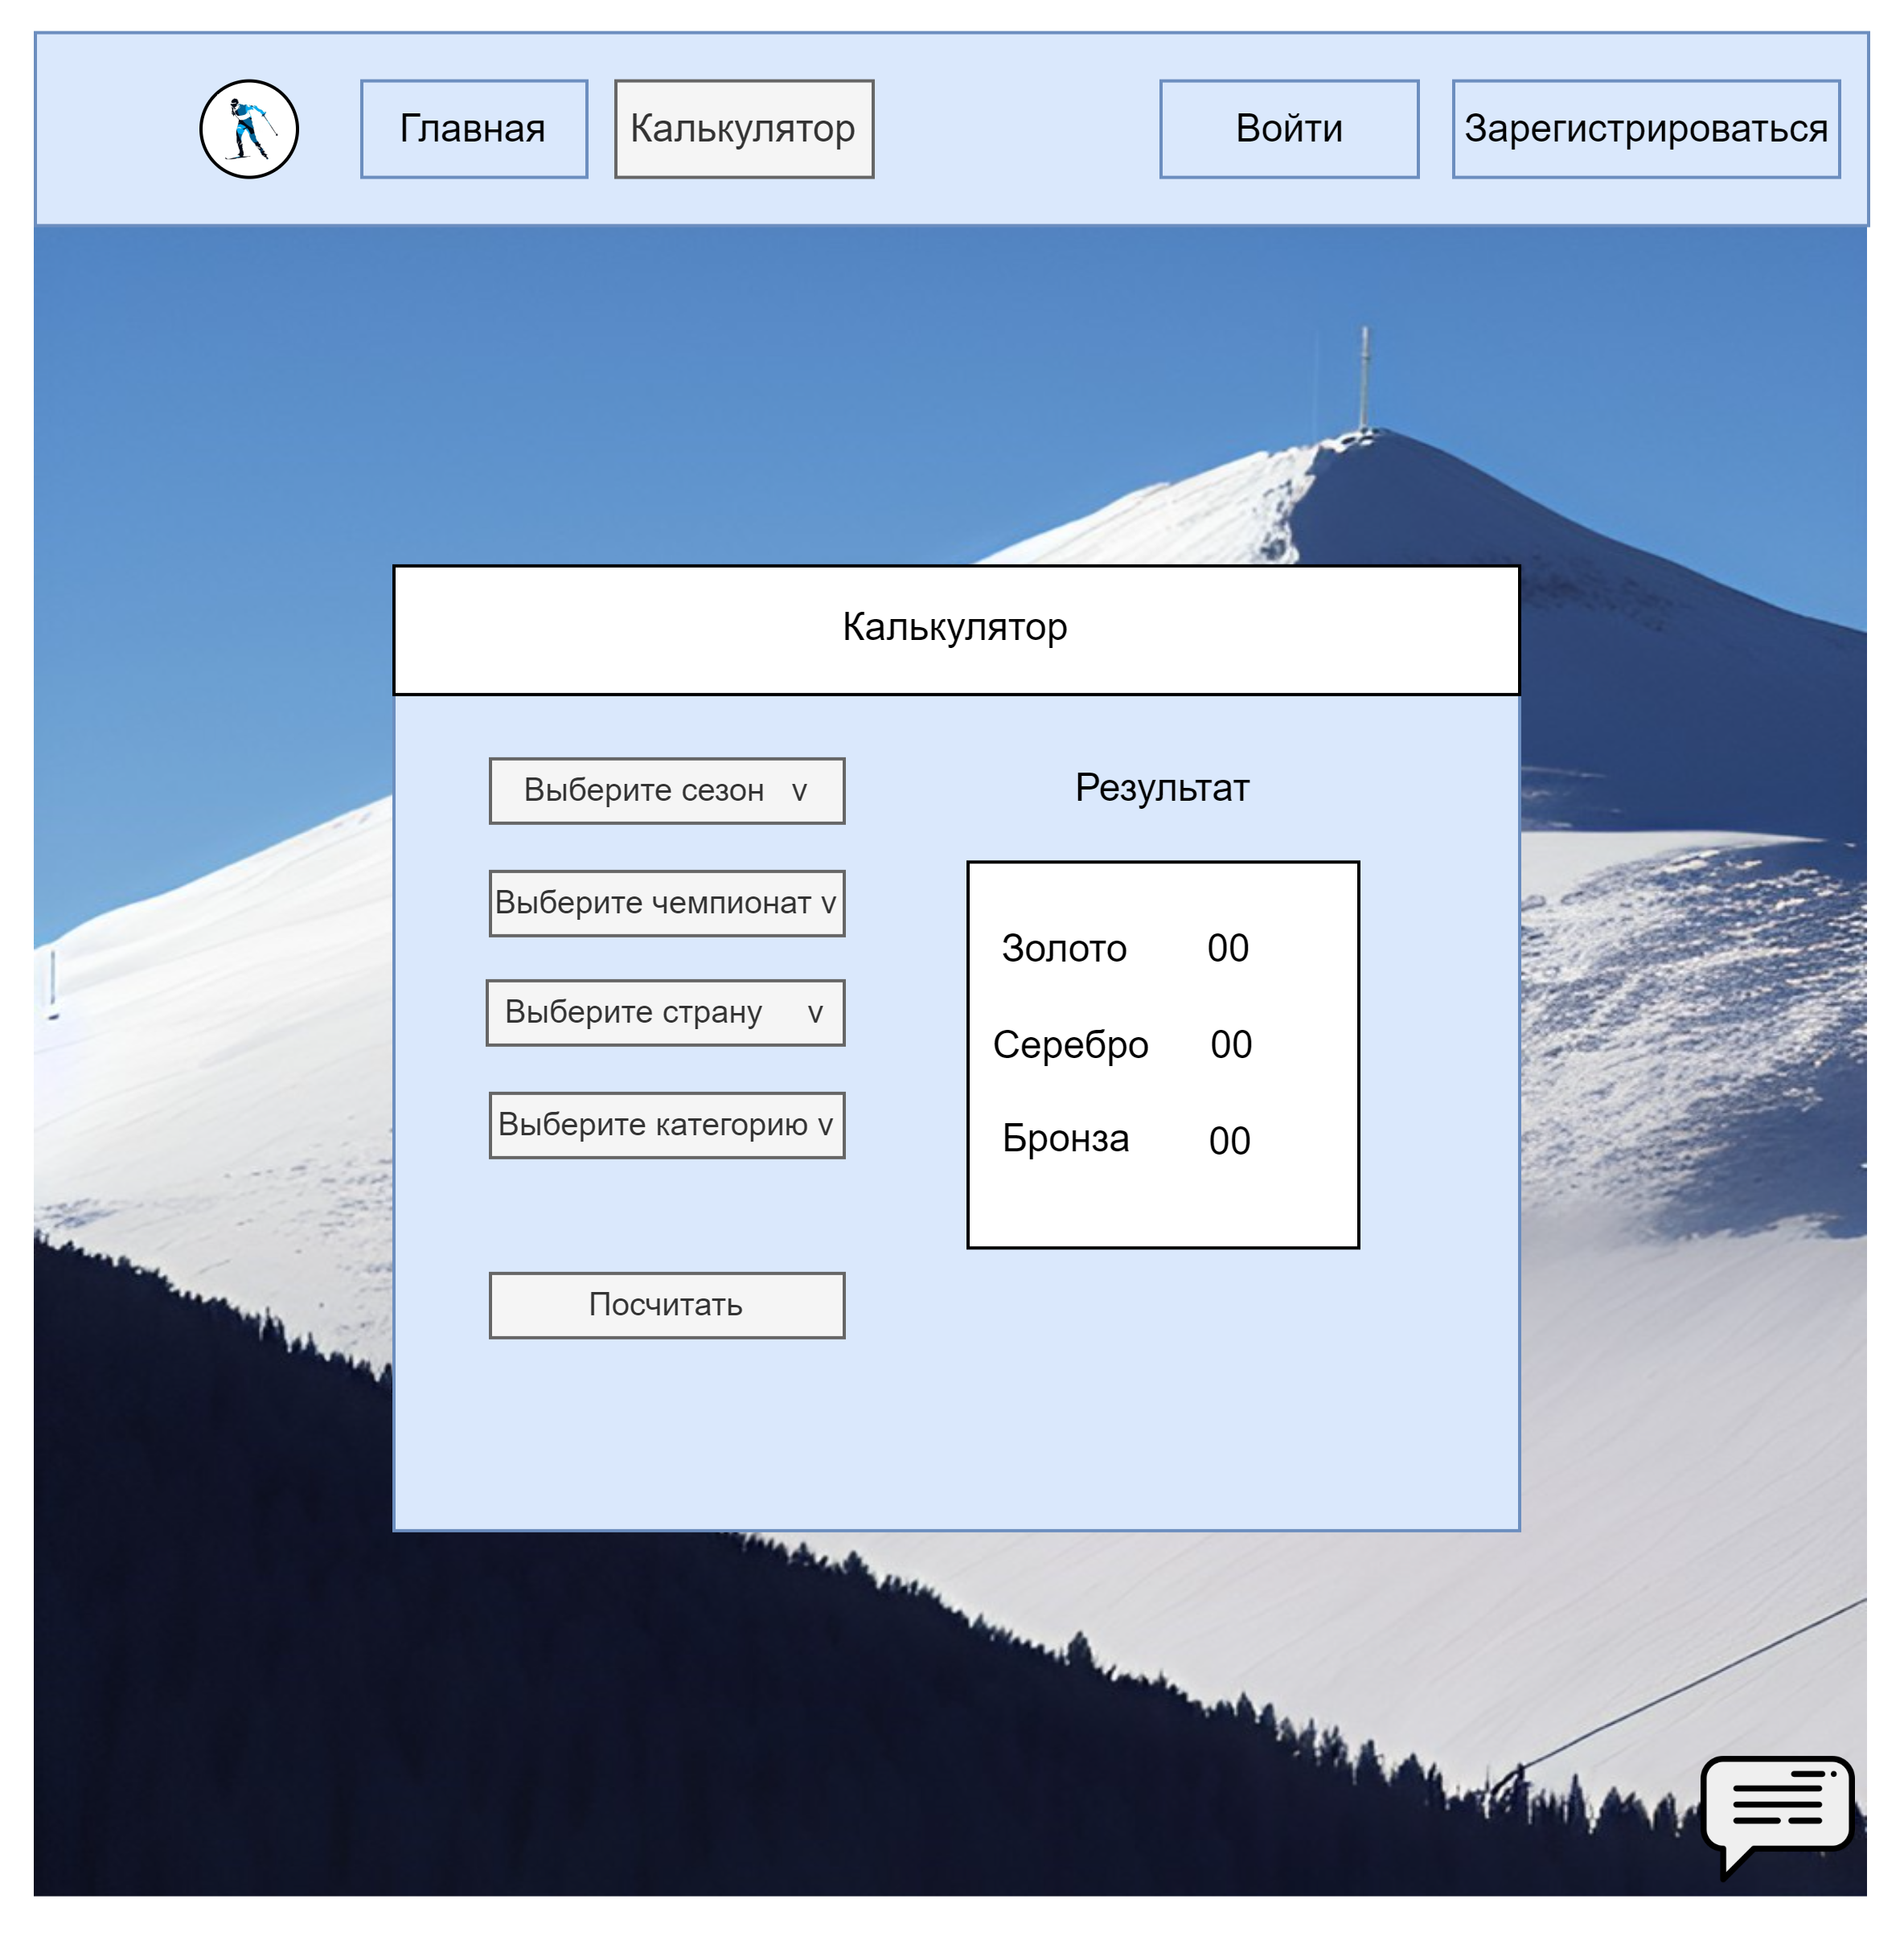 Главная
Калькулятор
Войти
Зарегистрироваться
Калькулятор
Выберите сезон v
Выберите чемпионат v
Выберите страну v
Выберите категорию v
Посчитать
Результат
Золото 00
Серебро 00
Бронза 00